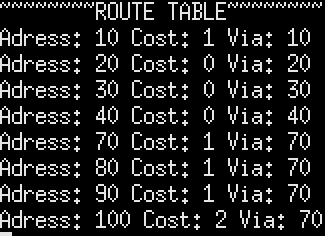 ~~~~~~~~~ROUTE TABLE~~~~~~~~~
Adress: 10 Cost: 1 Via: 10
Adress: 20 Cost: 0 Via: 20
Adress: 30 Cost: 0 Via: 30
Adress: 40 Cost: 0 Via: 40
Adress: 70 Cost: 1 Via: 70
Adress: 80 Cost: 1 Via: 70
Adress: 90 Cost: 1 Via: 70
Adress: 100 Cost: 2 Via: 70